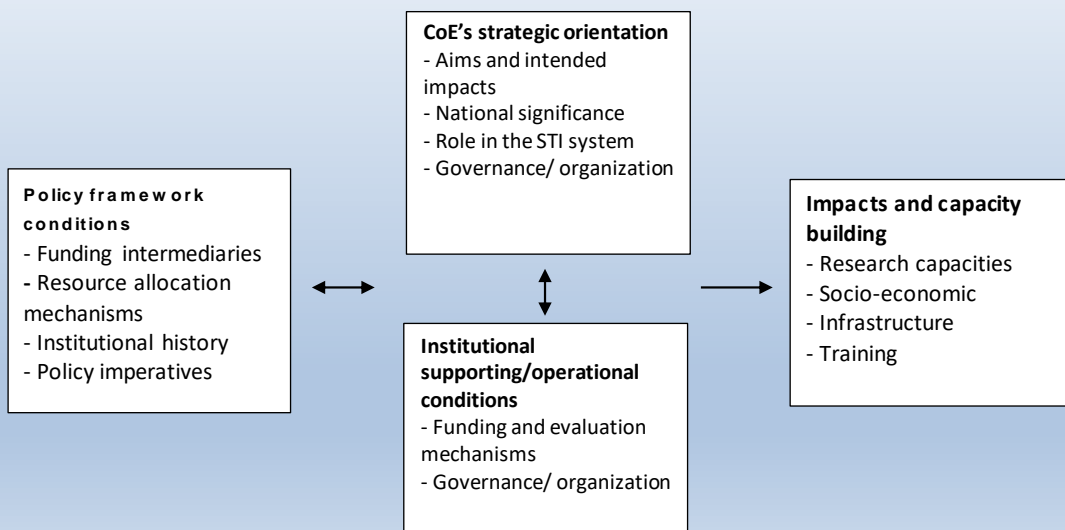 CoE’s strategic orientation
- Aims and intended
impacts
- National significance
- Role in the STI system
- Governance/ organization
Policy framework
conditions
- Funding intermediaries
- Resource allocation
mechanisms
- Institutional history
- Policy imperatives
Institutional
supporting/operational
conditions
- Funding and evaluation
mechanisms
- Governance/ organization
Impacts and capacity
building
- Research capacities
- Socio-economic
- Infrastructure
- Training